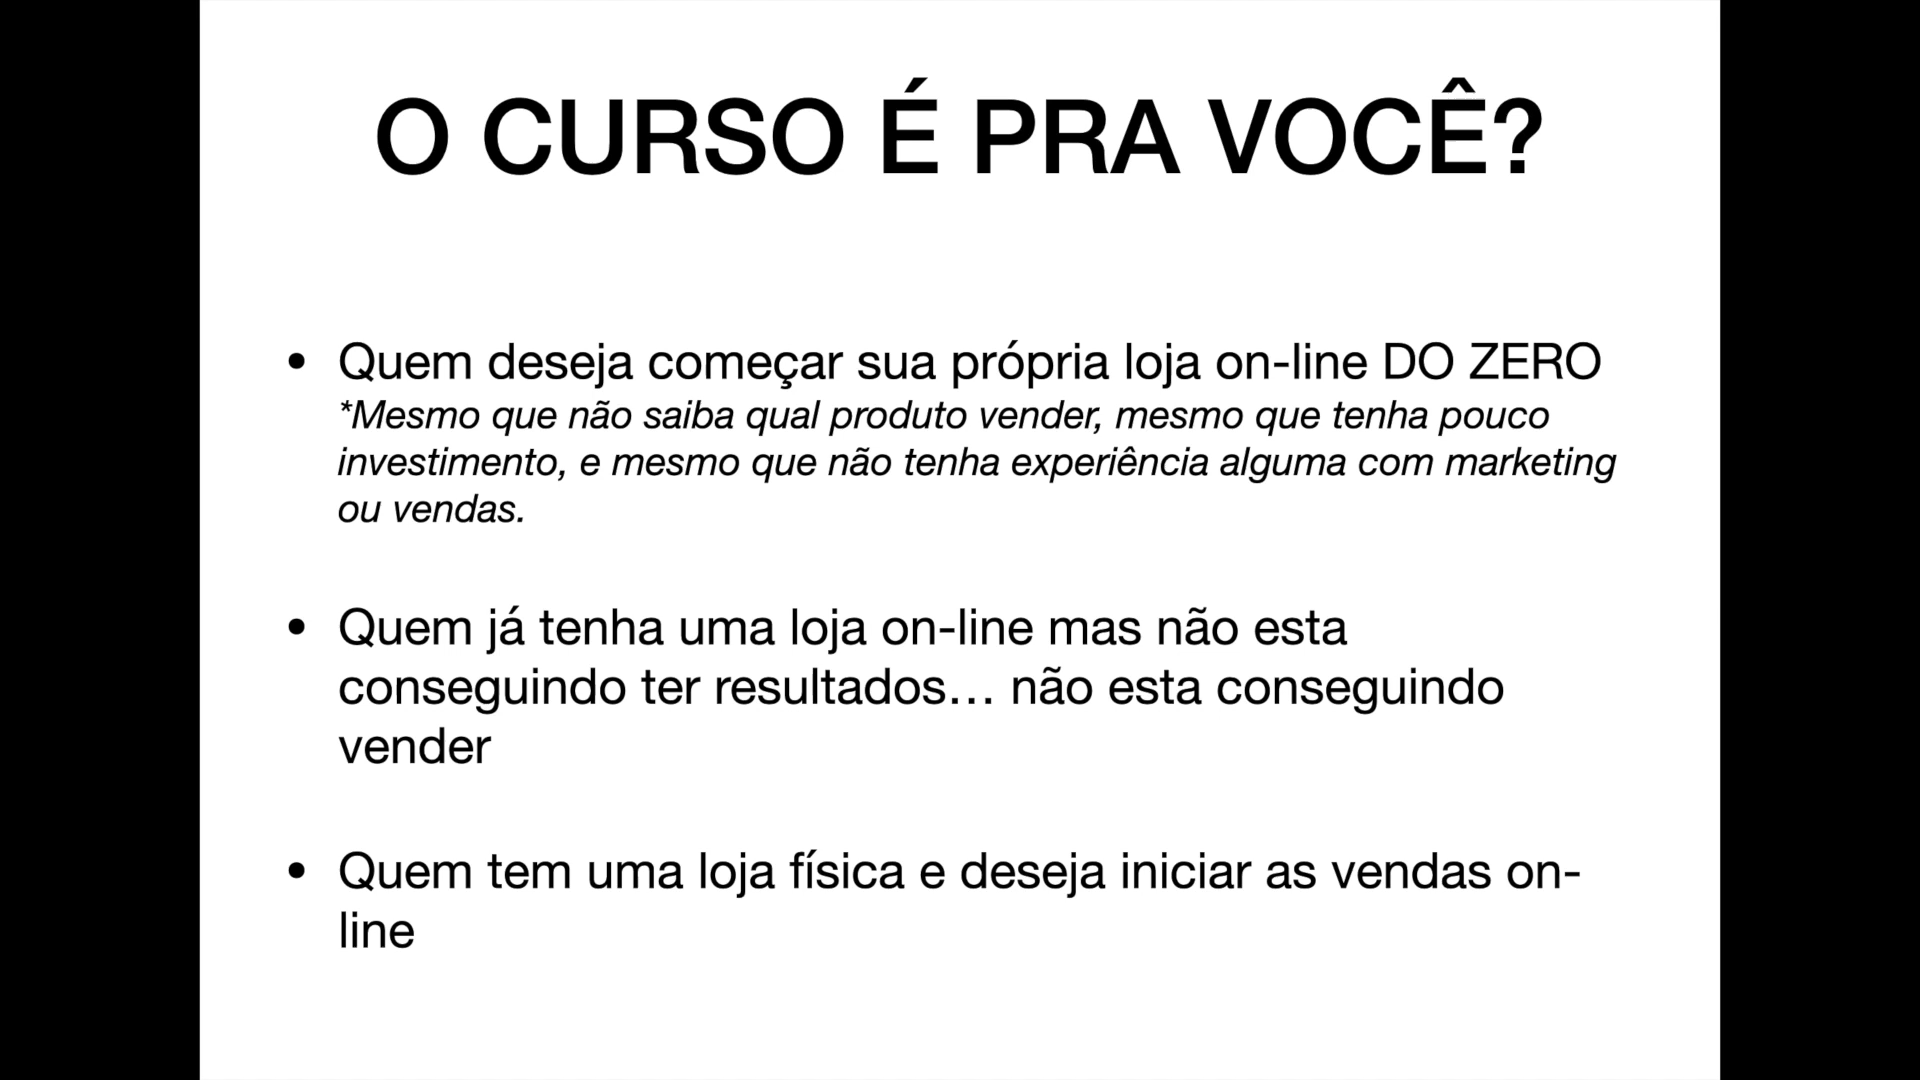 O CURSO É PRA VOCÊ?
• Quem deseja começar sua própria loja on-line DO ZERO
*Mesmo que não saiba qual produto vender, mesmo que tenha pouco
investimento, e mesmo que não tenha experiência alguma com marketing
ou vendas.
• Quem já tenha uma loja on-line mas não esta
conseguindo ter resultados… não esta conseguindo
vender
• Quem tem uma loja física e deseja iniciar as vendas on-
line